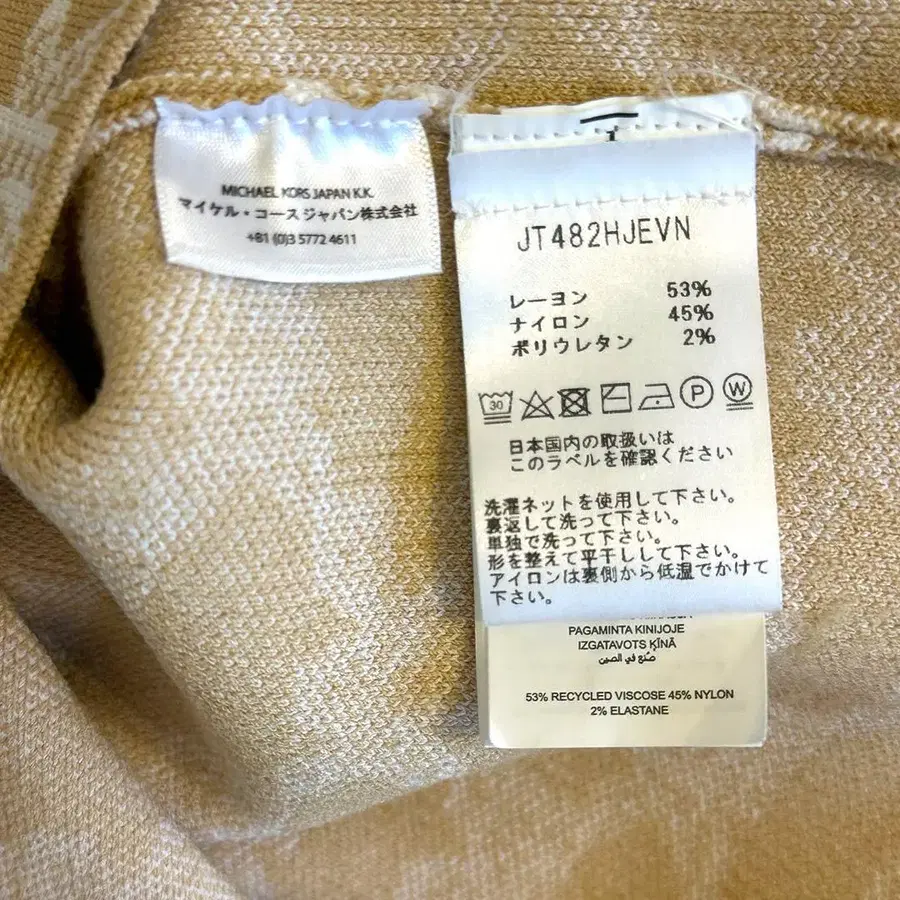 MICHAEL KORS JAPAN K.K.
マイケル・コース ジャパン株式会社
+81 (0)3 5772 4611
JT482HJEVN
レーヨン 53%
ナイロン 45%
ポリウレタン 2%
30
P
W
日本国内の取扱いは
このラベルを確認ください
洗濯ネットを使用して下さい。
裏返して洗って下さい。
単独で洗って下さい。
形を整えて平干しして下さい。
アイロンは裏側から低温でかけて
下さい。
PAGAMINTA KINIJOJE
IZGATAVOTS ĶĪNĀ
صنع في الصين
53% RECYCLED VISCOSE 45% NYLON
2% ELASTANE